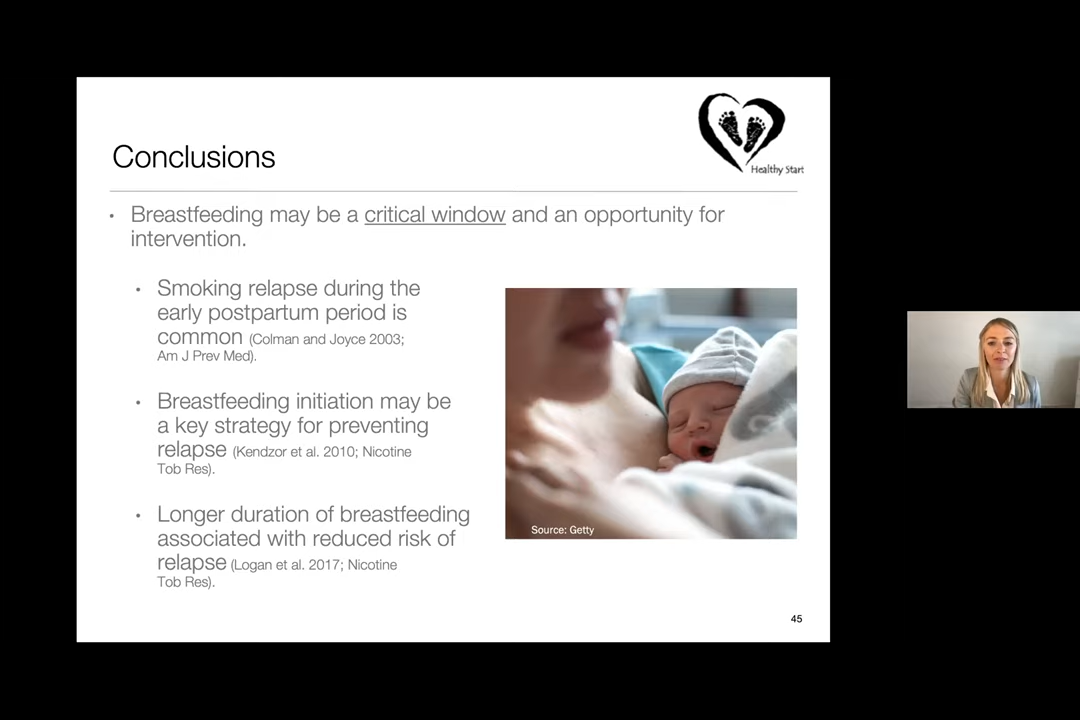 Healthy Start
Conclusions
• Breastfeeding may be a critical window and an opportunity for
intervention.
• Smoking relapse during the
early postpartum period is
common (Colman and Joyce 2003;
Am J Prev Med).
• Breastfeeding initiation may be
a key strategy for preventing
relapse (Kendzor et al. 2010; Nicotine
Tob Res).
• Longer duration of breastfeeding
associated with reduced risk of
relapse (Logan et al. 2017; Nicotine
Tob Res).
Source: Getty
45